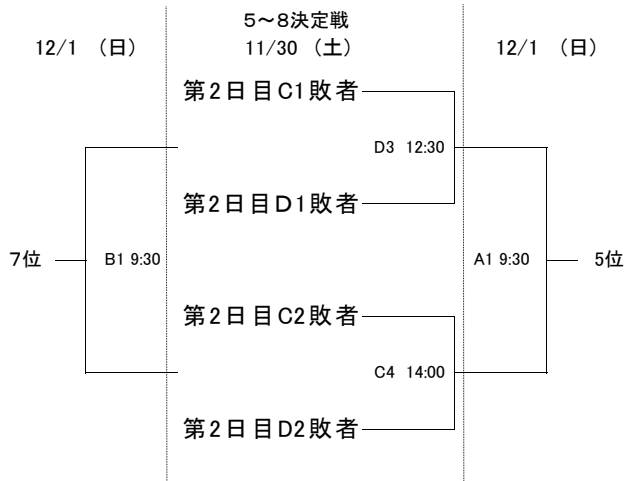 5～8決定戦
12/1 （日）
11/30 （土）
12/1 （日）
第2日目C1敗者
D3 12:30
第2日目D1敗者
7位
B1 9:30
A1 9:30
5位
第2日目C2敗者
C4 14:00
第2日目D2敗者